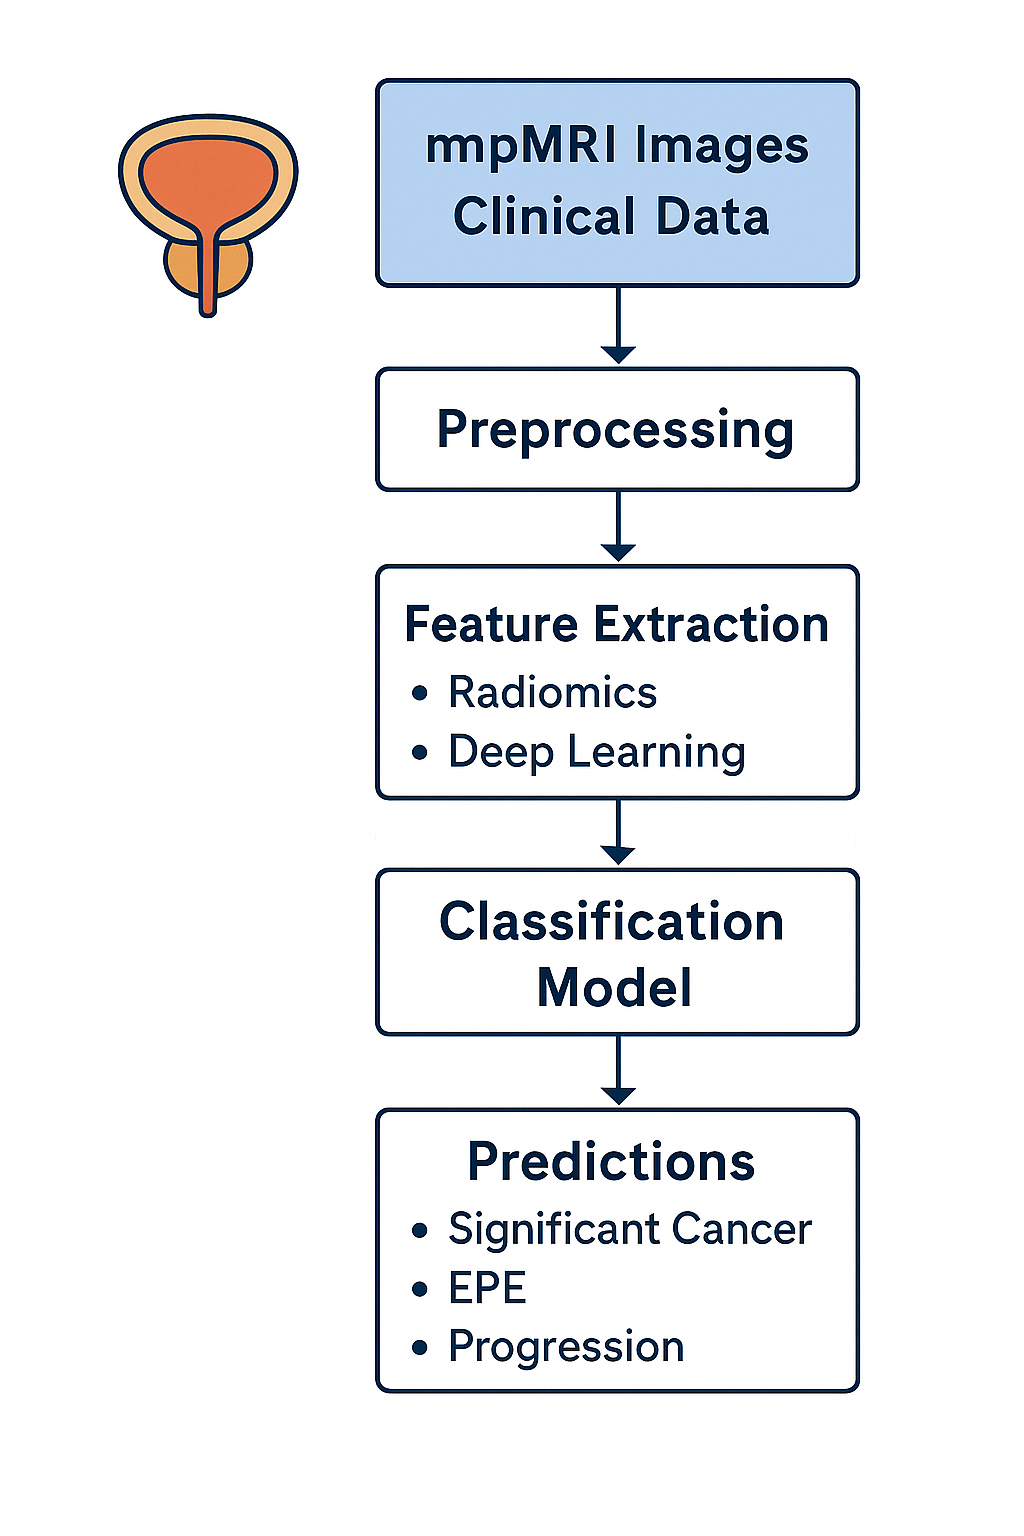 mpMRI Images
Clinical Data
Preprocessing
Feature Extraction
• Radiomics
• Deep Learning
Classification
Model
Predictions
• Significant Cancer
• EPE
• Progression